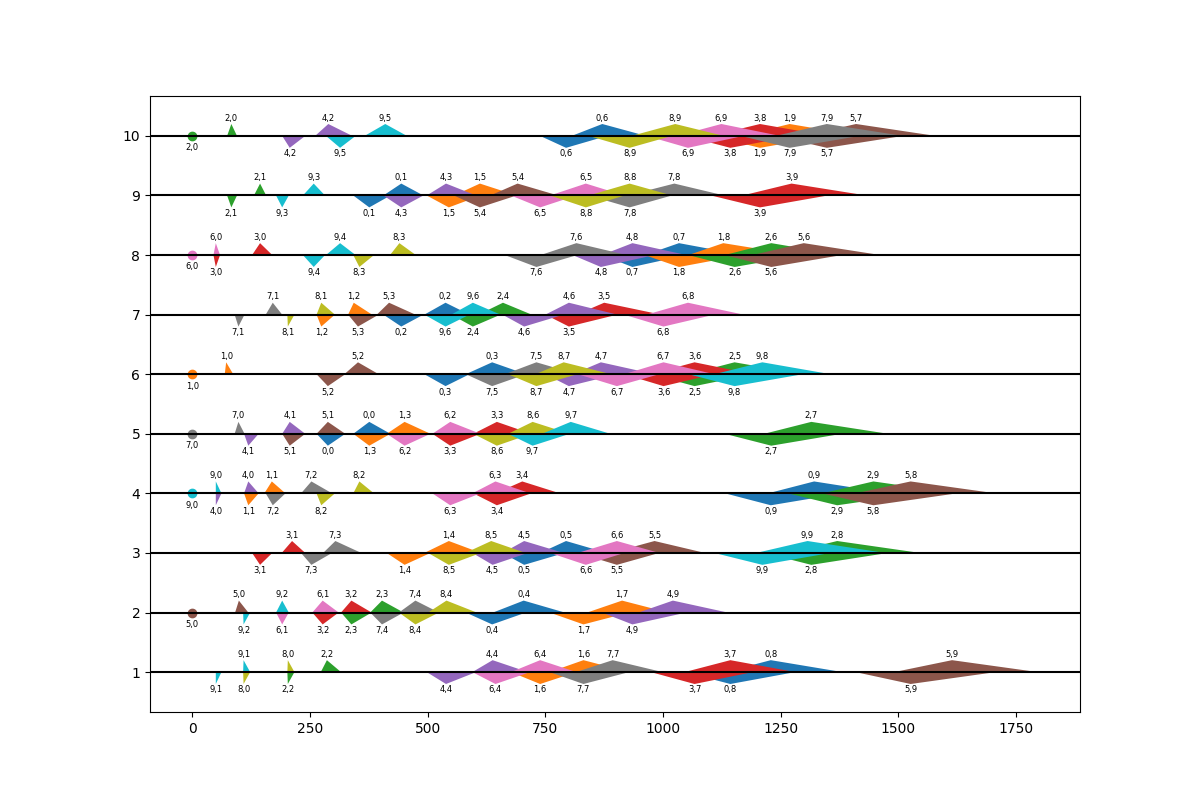 2,0 4,2 9,5 0,6 8,9 6,9 3,8 1,9 7,9 5,7
10
2,0 4,2 9,5 0,6 8,9 6,9 3,8 1,9 7,9 5,7
2,1 9,3 0,1 4,3 1,5 5,4 6,5 8,8 7,8 3,9
9
2,1 9,3 0,1 4,3 1,5 5,4 6,5 8,8 7,8 3,9
6,0 3,0 9,4 8,3 7,6 4,8 0,7 1,8 2,6 5,6
8
6,0 3,0 9,4 8,3 7,6 4,8 0,7 1,8 2,6 5,6
7,1 8,1 1,2 5,3 0,2 9,6 2,4 4,6 3,5 6,8
7
7,1 8,1 1,2 5,3 0,2 9,6 2,4 4,6 3,5 6,8
1,0 5,2 0,3 7,5 8,7 4,7 6,7 3,6 2,5 9,8
6
1,0 5,2 0,3 7,5 8,7 4,7 6,7 3,6 2,5 9,8
7,0 4,1 5,1 0,0 1,3 6,2 3,3 8,6 9,7 2,7
5
7,0 4,1 5,1 0,0 1,3 6,2 3,3 8,6 9,7 2,7
9,0 4,0 1,1 7,2 8,2 6,3 3,4 0,9 2,9 5,8
4
9,0 4,0 1,1 7,2 8,2 6,3 3,4 0,9 2,9 5,8
3,1 7,3 1,4 8,5 4,5 0,5 6,6 5,5 9,9 2,8
3
3,1 7,3 1,4 8,5 4,5 0,5 6,6 5,5 9,9 2,8
5,0 9,2 6,1 3,2 2,3 7,4 8,4 0,4 1,7 4,9
2
5,0 9,2 6,1 3,2 2,3 7,4 8,4 0,4 1,7 4,9
9,1 8,0 2,2 4,4 6,4 1,6 7,7 3,7 0,8 5,9
1
9,1 8,0 2,2 4,4 6,4 1,6 7,7 3,7 0,8 5,9
0 250 500 750 1000 1250 1500 1750